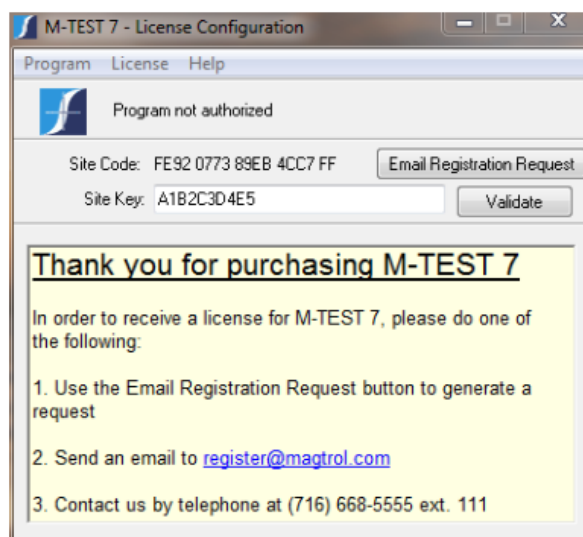 M-TEST 7 - License Configuration
Program License Help
Program not authorized
Site Code: FE92 0773 89EB 4CC7 FF Email Registration Request
Site Key: A1B2C3D4E5 Validate
Thank you for purchasing M-TEST 7
In order to receive a license for M-TEST 7, please do one of
the following:
1. Use the Email Registration Request button to generate a
request
2. Send an email to register@magtrol.com
3. Contact us by telephone at (716) 668-5555 ext. 111